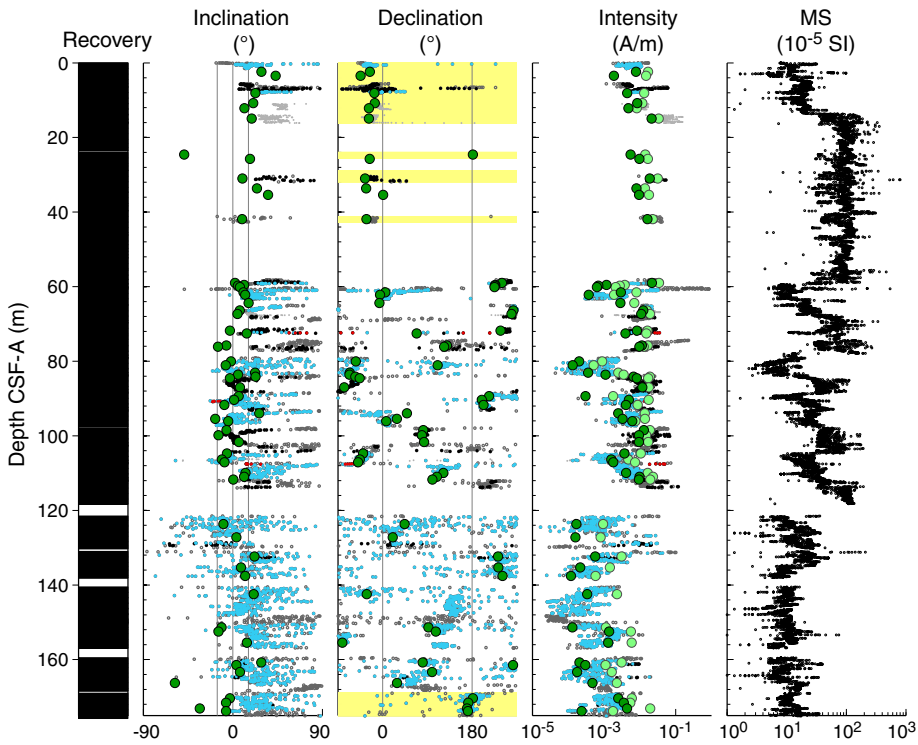 Recovery
Inclination
(°)
Declination
(°)
Intensity
(A/m)
MS
(10⁻⁵ SI)
Depth CSF-A (m)
0
20
40
60
80
100
120
140
160
-90 0 90
0 180
10⁻⁵ 10⁻³ 10⁻¹
10⁰ 10¹ 10² 10³